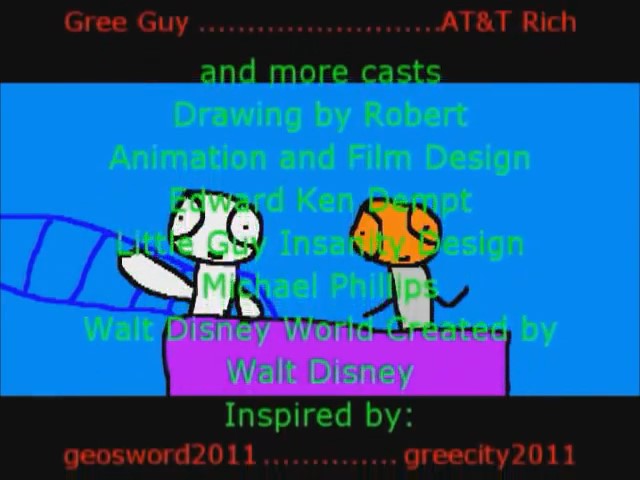 Gree Guy .........................AT&T Rich
and more casts
Drawing by Robert
Animation and Film Design
Edward Ken Dempt
Little Guy Insanity Design
Michael Phillips
Walt Disney World Created by
Walt Disney
Inspired by:
geosword2011.............. greecity2011